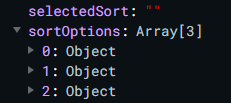 selectedSort: ""
sortOptions: Array[3]
0: Object
1: Object
2: Object